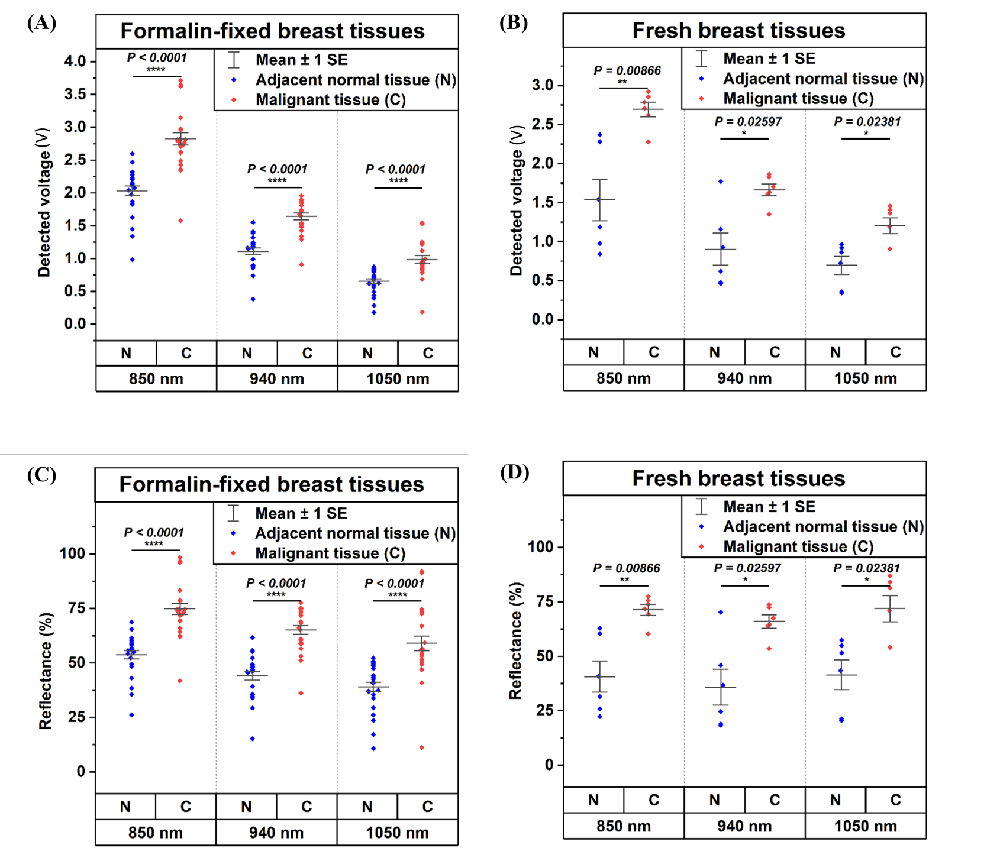 (A)
Formalin-fixed breast tissues
Mean ± 1 SE
Adjacent normal tissue (N)
Malignant tissue (C)
P < 0.0001
****
P < 0.0001
****
P < 0.0001
****
Detected voltage (V)
4.0
3.5
3.0
2.5
2.0
1.5
1.0
0.5
0.0
N C N C N C
850 nm 940 nm 1050 nm
(B)
Fresh breast tissues
Mean ± 1 SE
Adjacent normal tissue (N)
Malignant tissue (C)
P = 0.00866
**
P = 0.02597
*
P = 0.02381
*
Detected voltage (V)
3.0
2.5
2.0
1.5
1.0
0.5
0.0
N C N C N C
850 nm 940 nm 1050 nm
(C)
Formalin-fixed breast tissues
Mean ± 1 SE
Adjacent normal tissue (N)
Malignant tissue (C)
P < 0.0001
****
P < 0.0001
****
P < 0.0001
****
Reflectance (%)
100
75
50
25
0
N C N C N C
850 nm 940 nm 1050 nm
(D)
Fresh breast tissues
Mean ± 1 SE
Adjacent normal tissue (N)
Malignant tissue (C)
P = 0.00866
**
P = 0.02597
*
P = 0.02381
*
Reflectance (%)
100
75
50
25
0
N C N C N C
850 nm 940 nm 1050 nm